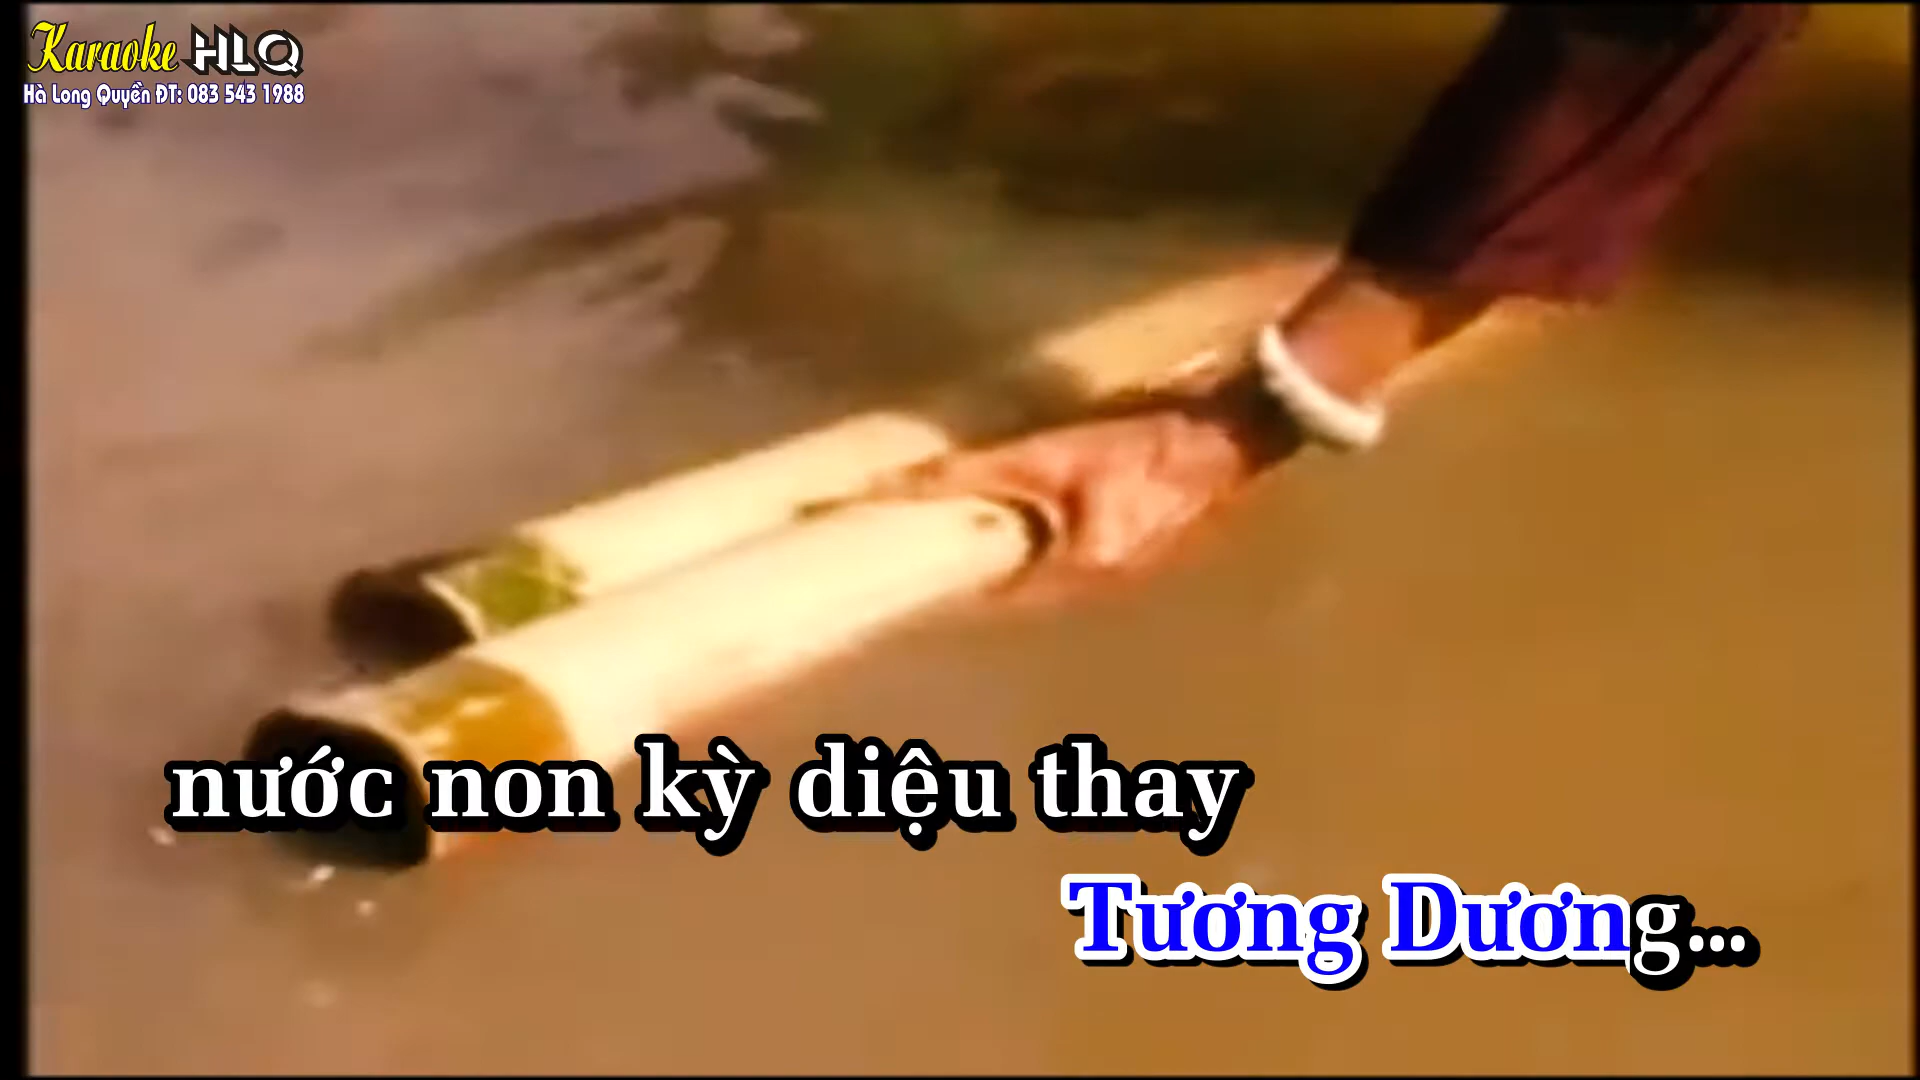 Karaoke HLQ
Hà Long Quyền ĐT: 083 543 1988
nước non kỳ diệu thay
Tương Dương...